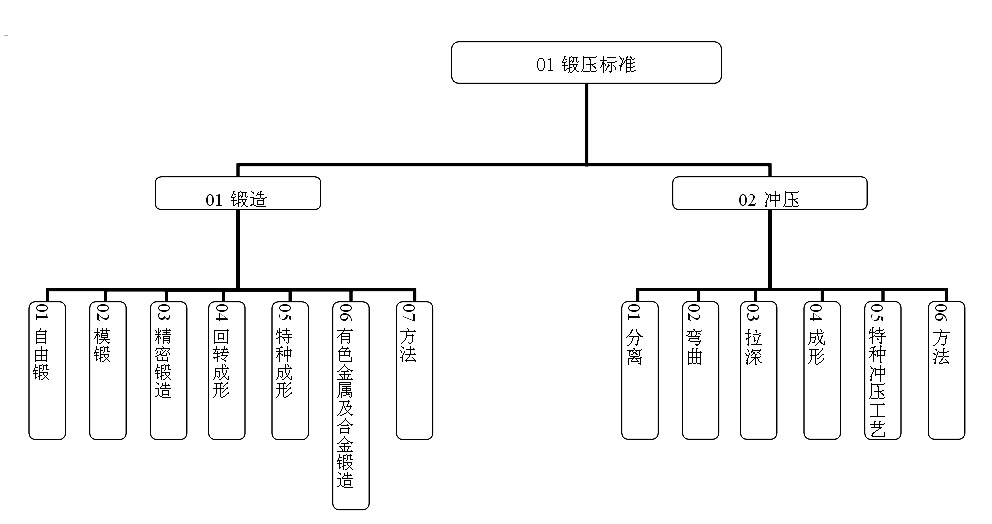 01 锻压标准
01 锻造
02 冲压
01 自由锻
02 模锻
03 精密锻造
04 回转成形
05 特种成形
06 有色金属及合金锻造
07 方法
01 分离
02 弯曲
03 拉深
04 成形
05 特种冲压工艺
06 方法